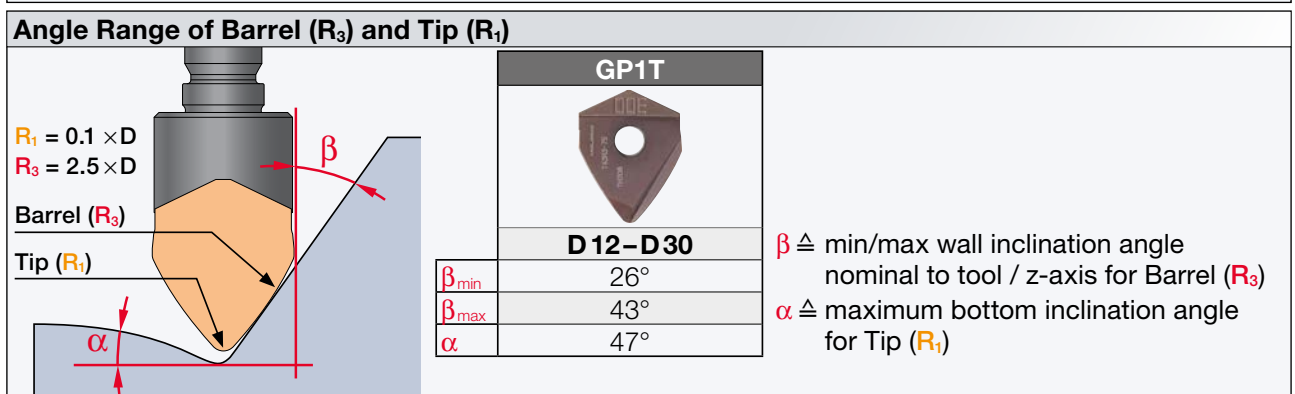 Angle Range of Barrel (R₃) and Tip (R₁)
R₁ = 0.1 ×D
R₃ = 2.5 ×D
β
Barrel (R₃)
Tip (R₁)
α
GP1T
D 12 – D 30
βmin 26°
βmax 43°
α 47°
β ≙ min/max wall inclination angle
nominal to tool / z-axis for Barrel (R₃)
α ≙ maximum bottom inclination angle
for Tip (R₁)